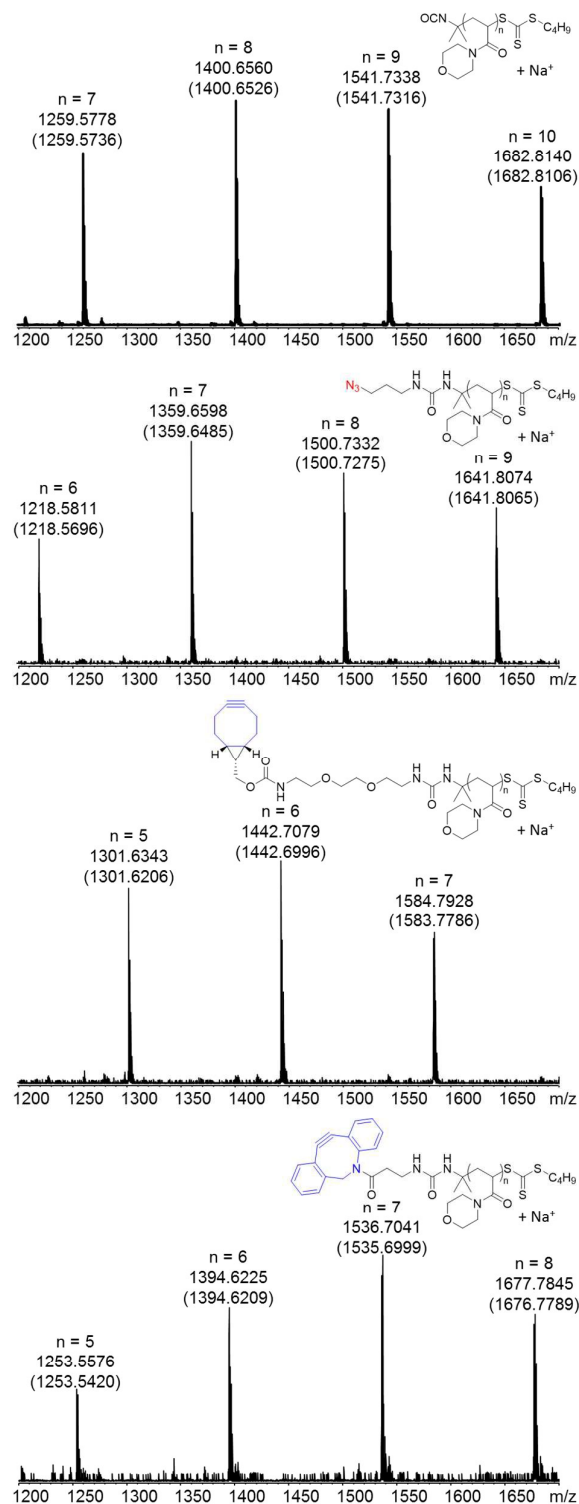 OCN
n
S
S
C₄H₉
N
O
S
O
+ Na⁺
n = 7
1259.5778
(1259.5736)
n = 8
1400.6560
(1400.6526)
n = 9
1541.7338
(1541.7316)
n = 10
1682.8140
(1682.8106)
1200 1250 1300 1350 1400 1450 1500 1550 1600 1650 m/z
N₃
H
N
H
N
O
n
S
S
C₄H₉
N
O
S
O
+ Na⁺
n = 6
1218.5811
(1218.5696)
n = 7
1359.6598
(1359.6485)
n = 8
1500.7332
(1500.7275)
n = 9
1641.8074
(1641.8065)
1200 1250 1300 1350 1400 1450 1500 1550 1600 1650 m/z
H
H
O
O
N
H
O
O
H
N
H
N
O
n
S
S
C₄H₉
N
O
S
O
+ Na⁺
n = 5
1301.6343
(1301.6206)
n = 6
1442.7079
(1442.6996)
n = 7
1584.7928
(1583.7786)
1200 1250 1300 1350 1400 1450 1500 1550 1600 1650 m/z
N
O
H
N
H
N
O
n
S
S
C₄H₉
N
O
S
O
+ Na⁺
n = 5
1253.5576
(1253.5420)
n = 6
1394.6225
(1394.6209)
n = 7
1536.7041
(1535.6999)
n = 8
1677.7845
(1676.7789)
1200 1250 1300 1350 1400 1450 1500 1550 1600 1650 m/z